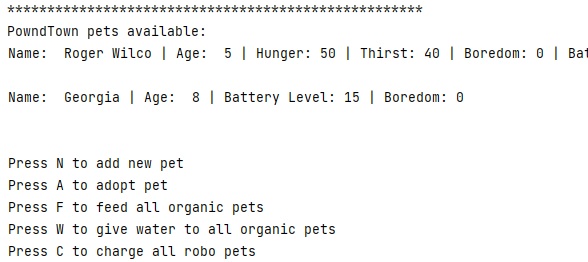 ****************************************************
PowndTown pets available:
Name:  Roger Wilco | Age:  5 | Hunger: 50 | Thirst: 40 | Boredom: 0 | Bat
Name:  Georgia | Age:  8 | Battery Level: 15 | Boredom: 0
Press N to add new pet
Press A to adopt pet
Press F to feed all organic pets
Press W to give water to all organic pets
Press C to charge all robo pets